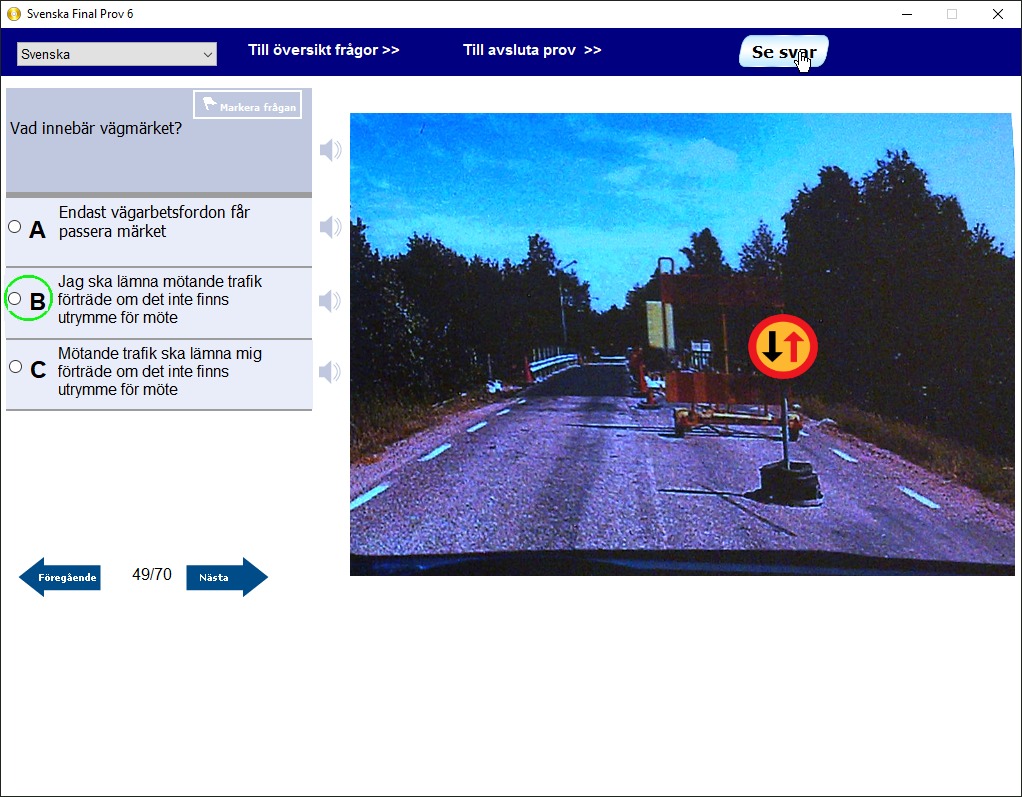 Svenska Final Prov 6
Svenska
Till översikt frågor >>
Till avsluta prov >>
Se svar
Markera frågan
Vad innebär vägmärket?
A
Endast vägarbetsfordon får
passera märket
B
Jag ska lämna mötande trafik
förträde om det inte finns
utrymme för möte
C
Mötande trafik ska lämna mig
förträde om det inte finns
utrymme för möte
Föregående
49/70
Nästa